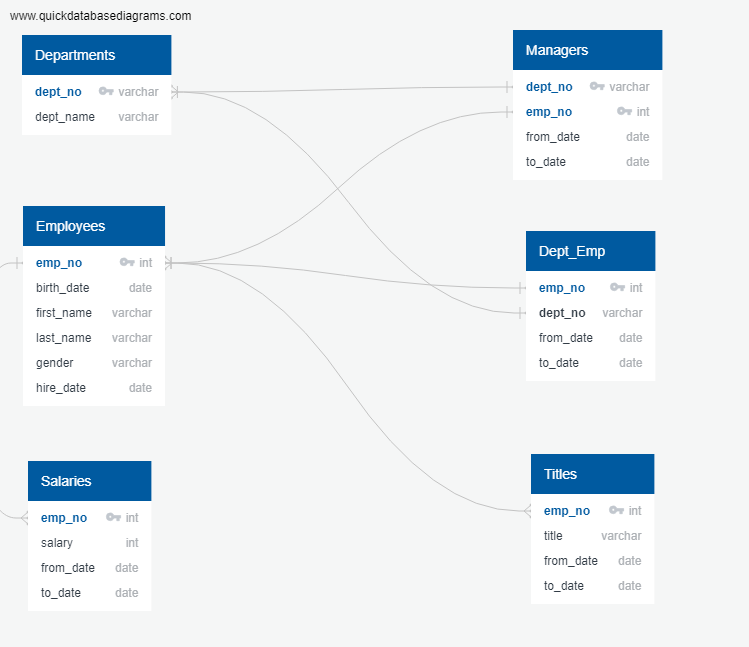 www.quickdatabasediagrams.com
Departments
dept_no varchar
dept_name varchar
Managers
dept_no varchar
emp_no int
from_date date
to_date date
Employees
emp_no int
birth_date date
first_name varchar
last_name varchar
gender varchar
hire_date date
Dept_Emp
emp_no int
dept_no varchar
from_date date
to_date date
Salaries
emp_no int
salary int
from_date date
to_date date
Titles
emp_no int
title varchar
from_date date
to_date date